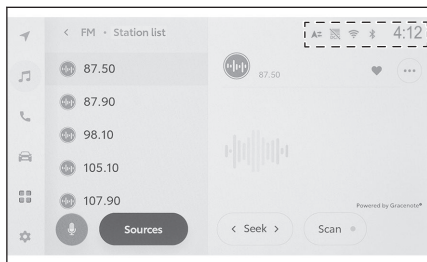 < FM • Station list
A 4:12
87.50
87.50
87.90
98.10
105.10
107.90
Powered by Gracenote®
Sources
< Seek >
Scan